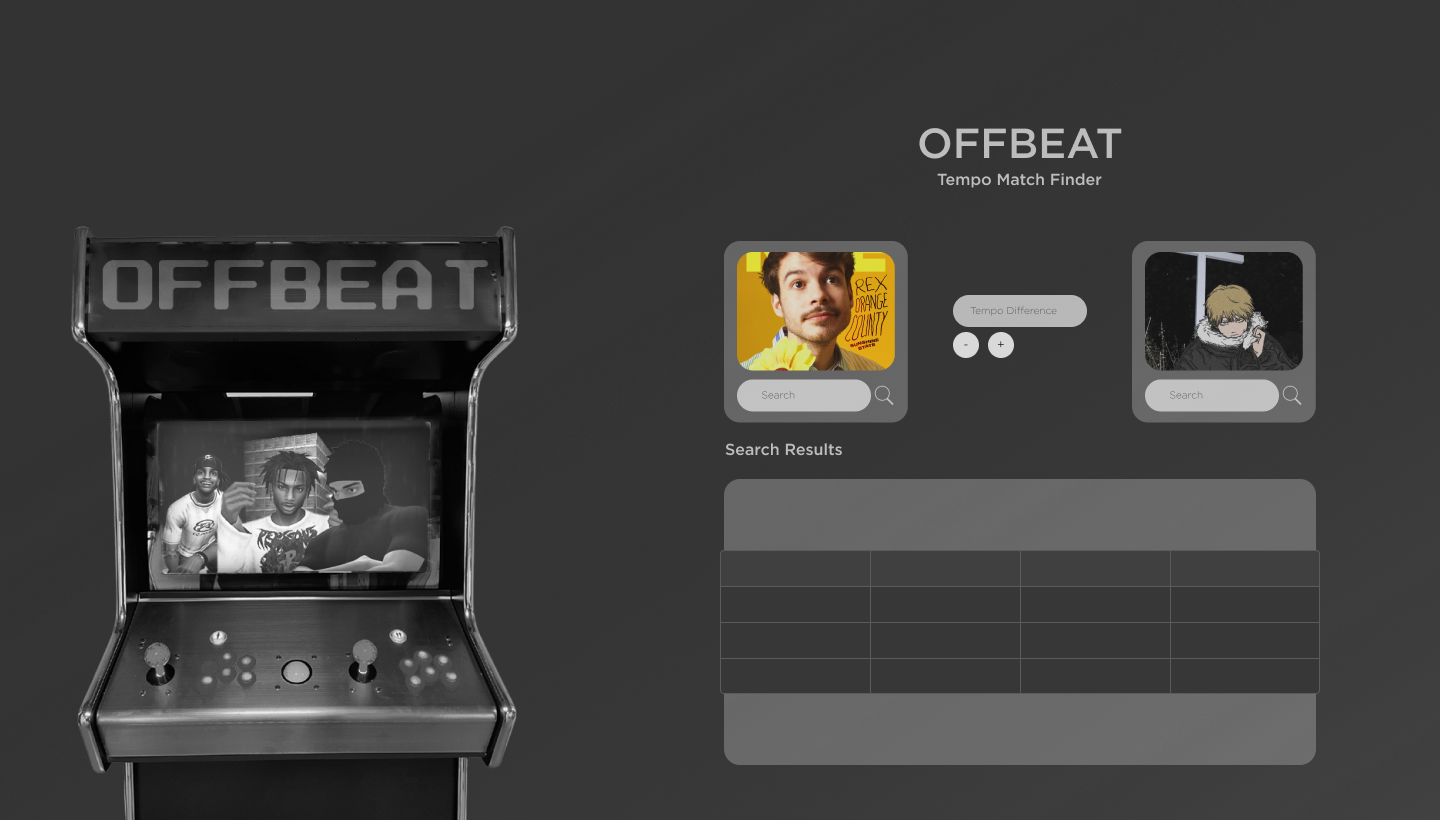 OFFBEAT
Tempo Match Finder
OFFBEAT
REX
ORANGE
COUNTY
SUNSHINE
STATE
Tempo Difference
-
+
Search
Search
Search Results